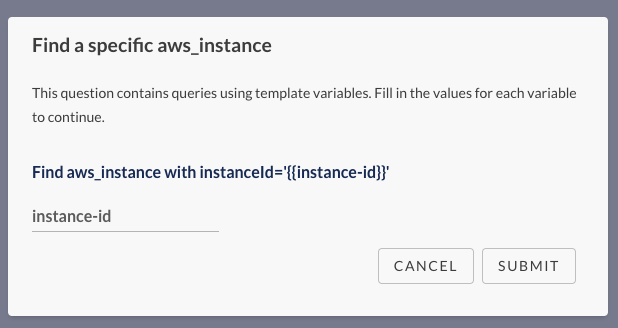 Find a specific aws_instance
This question contains queries using template variables. Fill in the values for each variable
to continue.
Find aws_instance with instanceId='{{instance-id}}'
instance-id
CANCEL SUBMIT